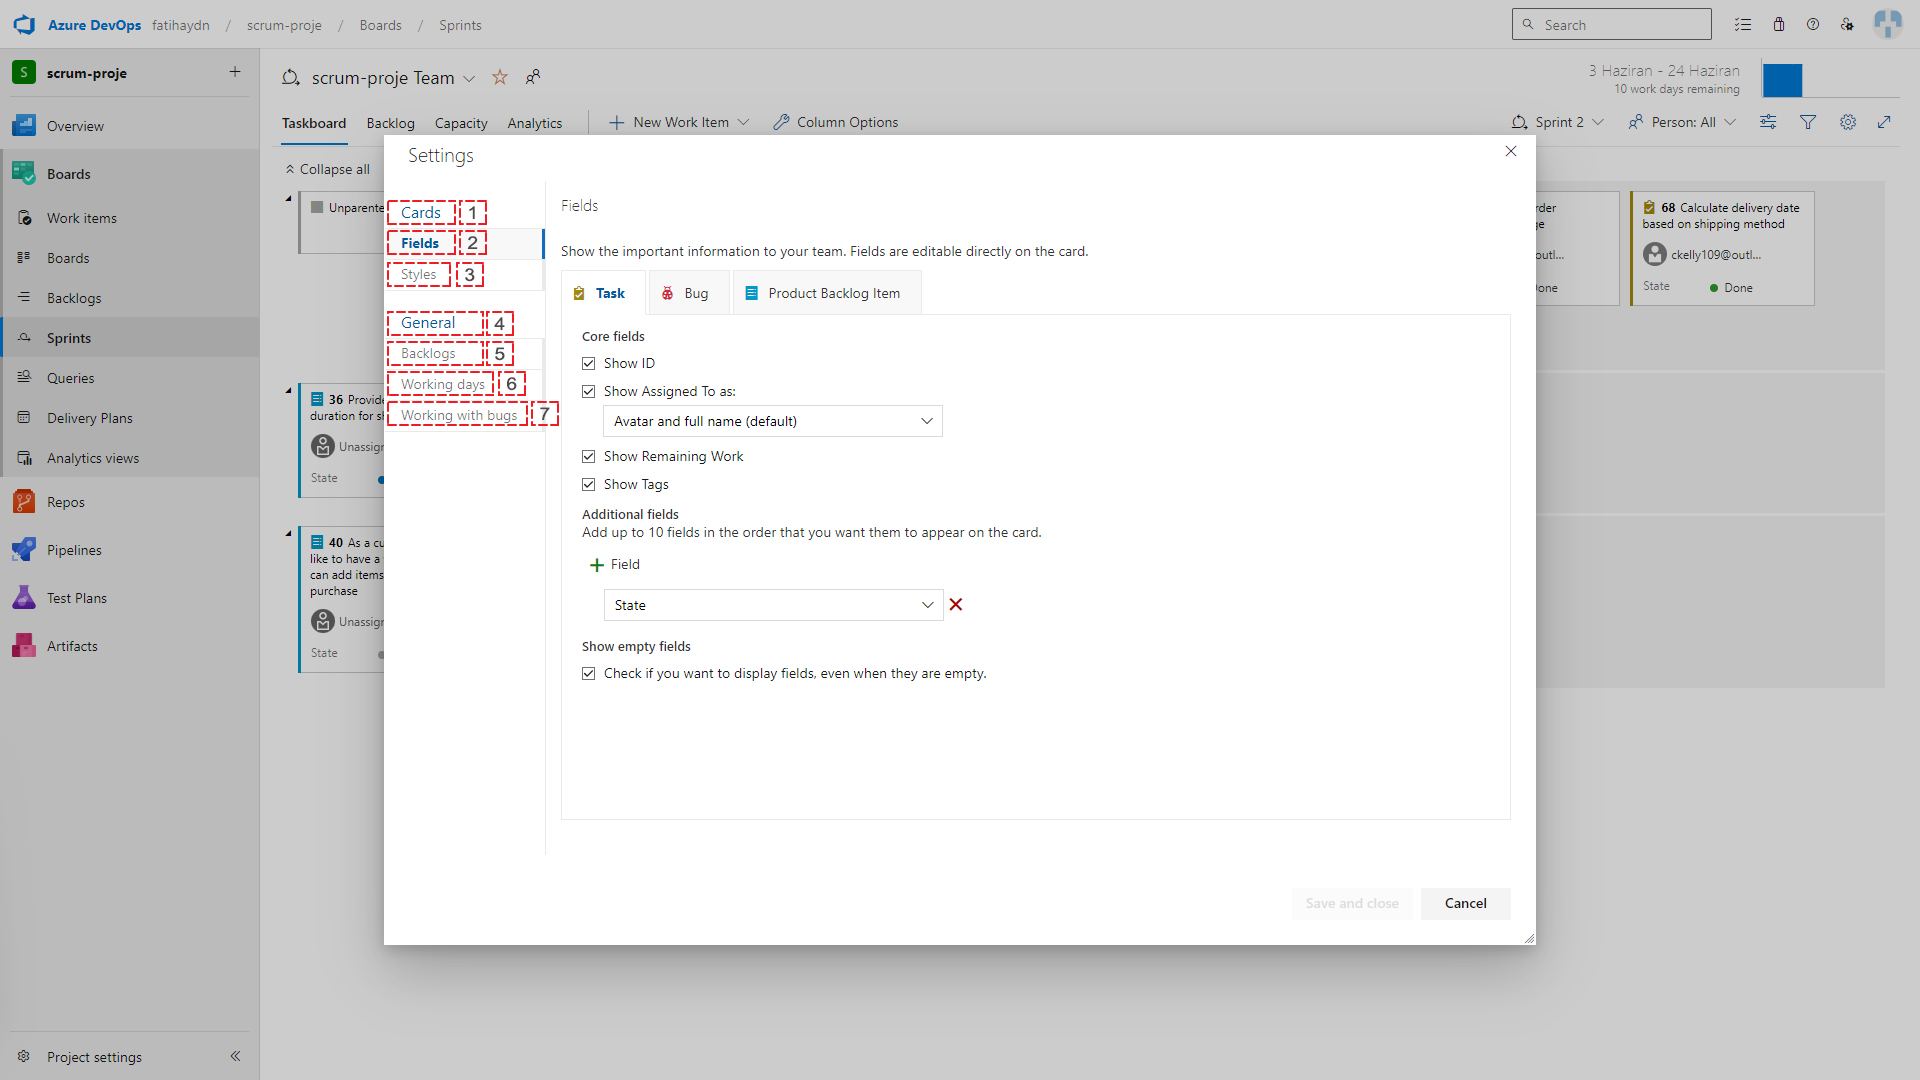 Azure DevOps fatihaydn / scrum-proje / Boards / Sprints
Search
S scrum-proje
Overview
Boards
Work items
Boards
Backlogs
Sprints
Queries
Delivery Plans
Analytics views
Repos
Pipelines
Test Plans
Artifacts
Project settings
scrum-proje Team
3 Haziran - 24 Haziran
10 work days remaining
Taskboard Backlog Capacity Analytics New Work Item Column Options
Sprint 2 Person: All
Collapse all
Unparente
36 Provide
duration for sh
Unassign
State
40 As a cu
like to have a
can add items
purchase
Unassign
State
Settings
Cards 1
Fields 2
Styles 3
General 4
Backlogs 5
Working days 6
Working with bugs 7
Fields
Show the important information to your team. Fields are editable directly on the card.
Task Bug Product Backlog Item
Core fields
Show ID
Show Assigned To as:
Avatar and full name (default)
Show Remaining Work
Show Tags
Additional fields
Add up to 10 fields in the order that you want them to appear on the card.
Field
State
Show empty fields
Check if you want to display fields, even when they are empty.
Save and close Cancel
rder
ge
outl...
one
68 Calculate delivery date
based on shipping method
ckelly109@outl...
State Done